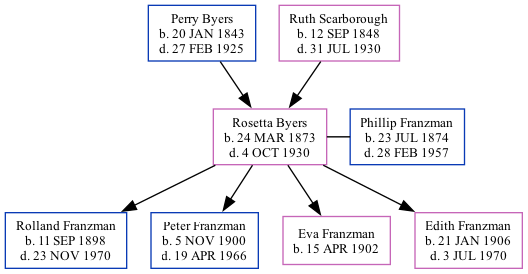 Perry Byers
b. 20 JAN 1843
d. 27 FEB 1925
Ruth Scarborough
b. 12 SEP 1848
d. 31 JUL 1930
Rosetta Byers
b. 24 MAR 1873
d. 4 OCT 1930
Phillip Franzman
b. 23 JUL 1874
d. 28 FEB 1957
Rolland Franzman
b. 11 SEP 1898
d. 23 NOV 1970
Peter Franzman
b. 5 NOV 1900
d. 19 APR 1966
Eva Franzman
b. 15 APR 1902
Edith Franzman
b. 21 JAN 1906
d. 3 JUL 1970